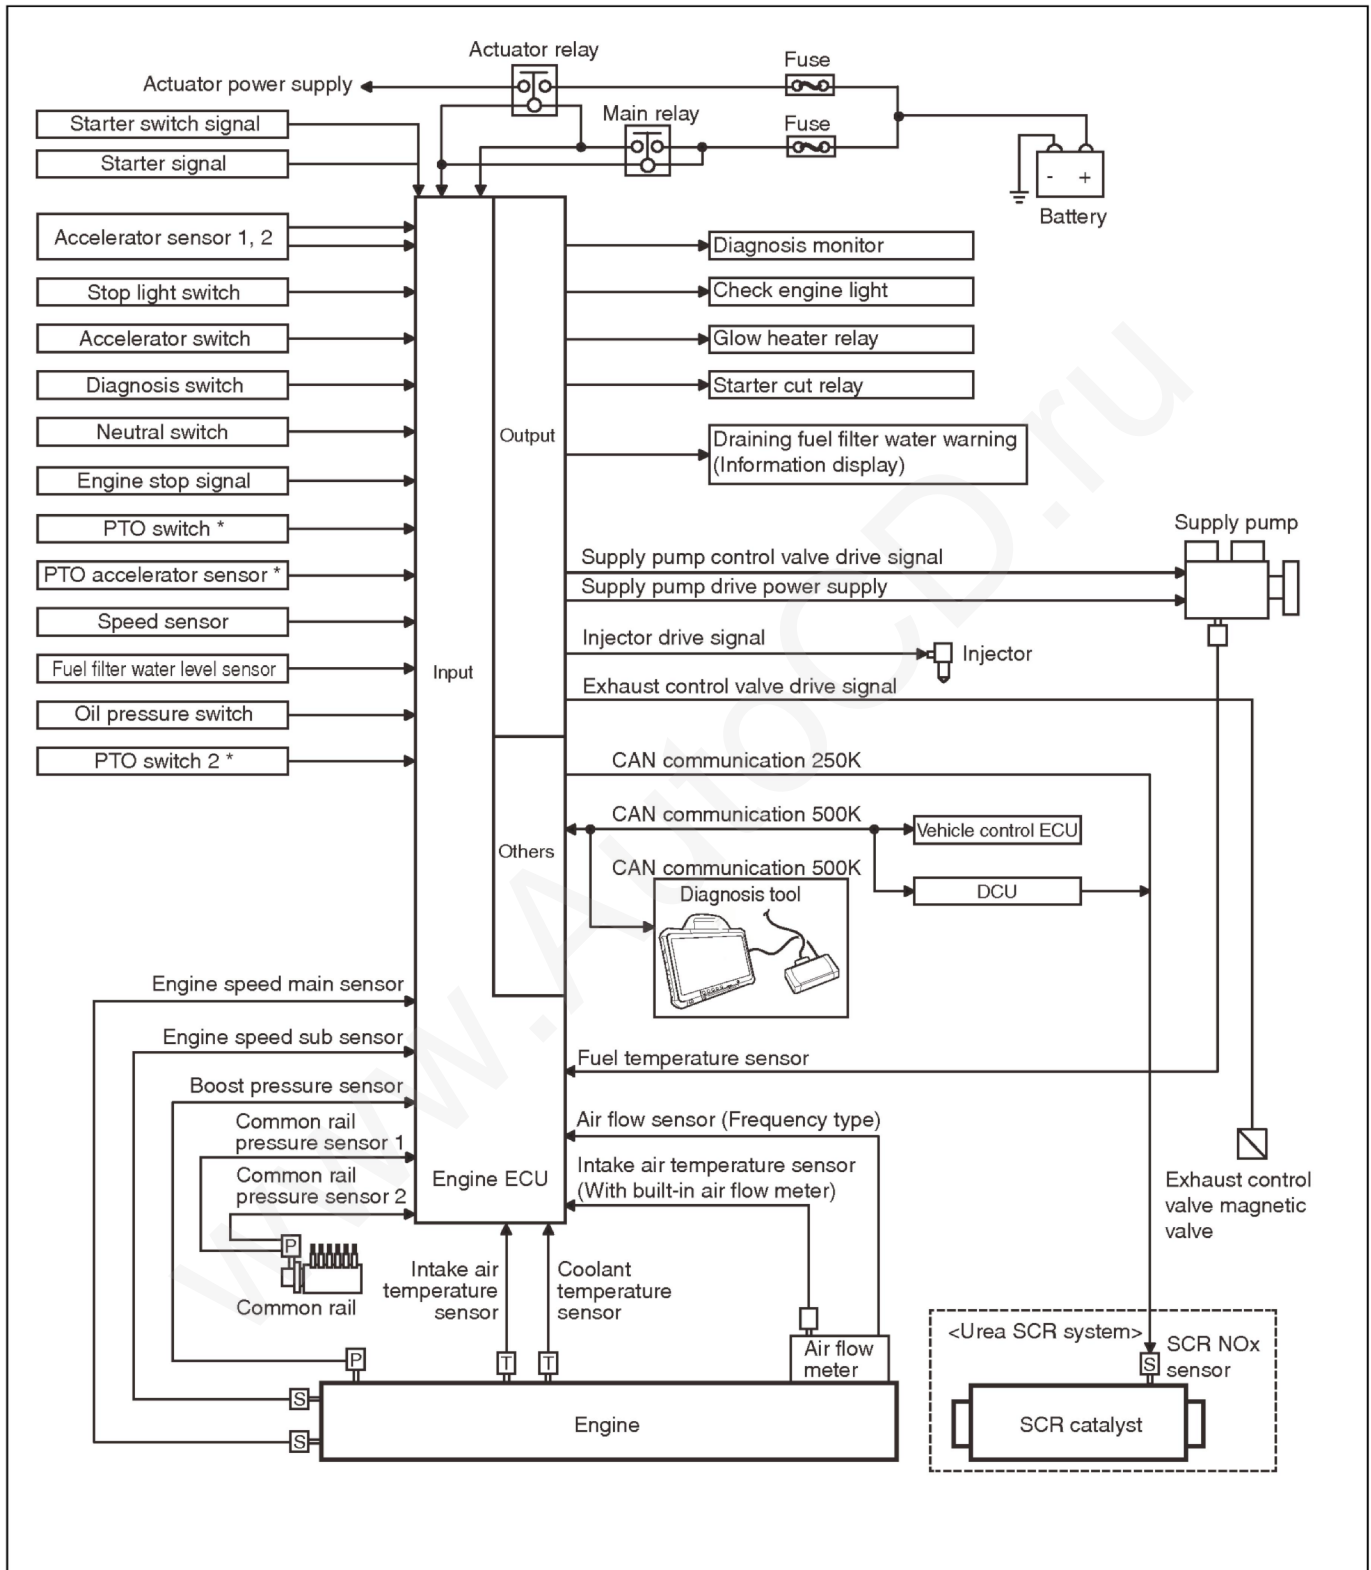 Actuator relay
Fuse
Actuator power supply
Main relay
Fuse
Starter switch signal
Starter signal
- +
Battery
Accelerator sensor 1, 2
Stop light switch
Accelerator switch
Diagnosis switch
Neutral switch
Engine stop signal
PTO switch *
PTO accelerator sensor *
Speed sensor
Fuel filter water level sensor
Oil pressure switch
PTO switch 2 *
Input
Output
Others
Engine ECU
Diagnosis monitor
Check engine light
Glow heater relay
Starter cut relay
Draining fuel filter water warning
(Information display)
Supply pump
Supply pump control valve drive signal
Supply pump drive power supply
Injector drive signal
Injector
Exhaust control valve drive signal
CAN communication 250K
CAN communication 500K
Vehicle control ECU
CAN communication 500K
Diagnosis tool
DCU
Engine speed main sensor
Engine speed sub sensor
Boost pressure sensor
Common rail
pressure sensor 1
Common rail
pressure sensor 2
P
Common rail
Fuel temperature sensor
Air flow sensor (Frequency type)
Intake air temperature sensor
(With built-in air flow meter)
Exhaust control
valve magnetic
valve
Intake air
temperature
sensor
Coolant
temperature
sensor
Air flow
meter
P
T
T
S
S
Engine
<Urea SCR system>
SCR NOx
sensor
S
SCR catalyst
www.AutoCD.ru